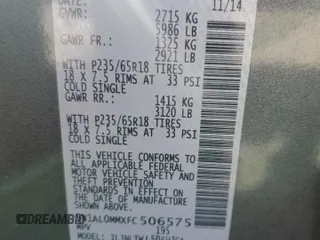 11/14
GVWR: 2715 KG
5986 LB
GAWR FR.: 1325 KG
2921 LB
WITH P235/65R18 TIRES
18 X 7.5 RIMS AT 33 PSI
COLD SINGLE
GAWR RR: 1415 KG
3120 LB
WITH P235/65R18 TIRES
18 X 7.5 RIMS AT 33 PSI
COLD SINGLE
THIS VEHICLE CONFORMS TO
ALL APPLICABLE FEDERAL
MOTOR VEHICLE SAFETY AND
THEFT PREVENTION STANDARDS
IN EFFECT ON THE DATE OF
MANUFACTURE SHOWN ABOVE.
506575
MPV 195